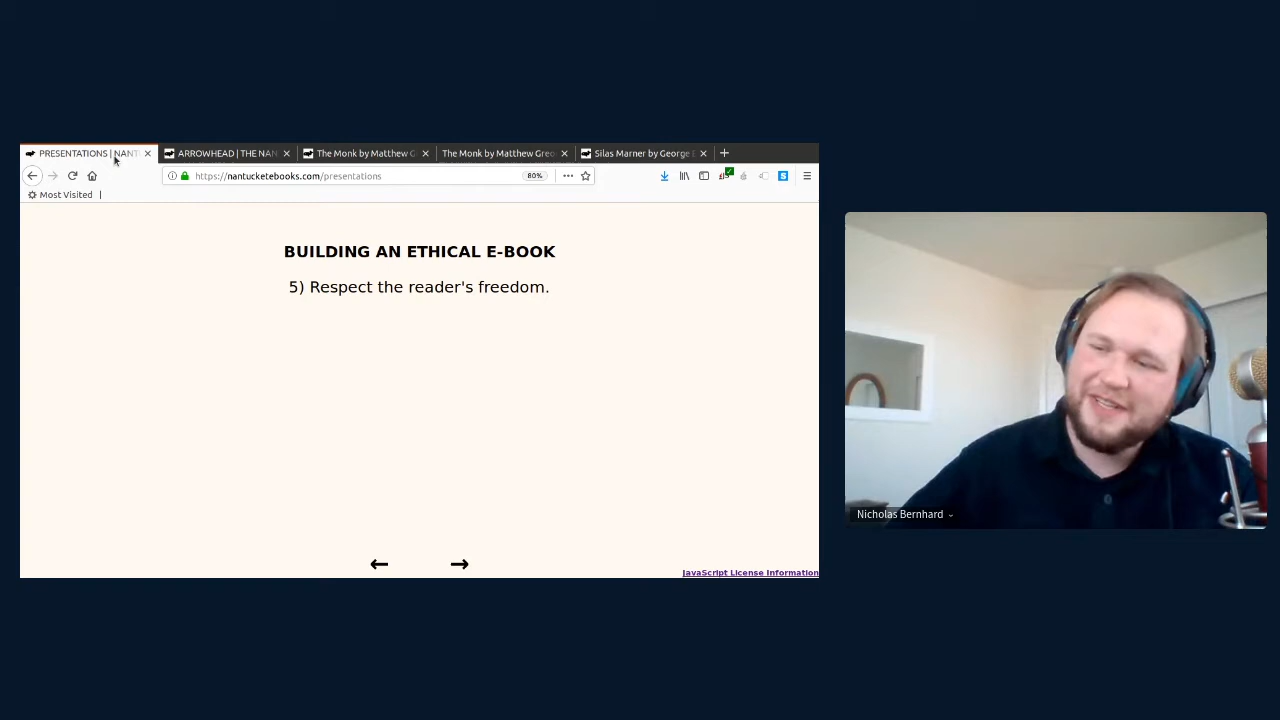 PRESENTATIONS | NANT
ARROWHEAD | THE NAN
The Monk by Matthew G
The Monk by Matthew Greo
Silas Marner by George E
https://nantucketebooks.com/presentations
80%
Most Visited
BUILDING AN ETHICAL E-BOOK
5) Respect the reader's freedom.
← →
JavaScript License Information
Nicholas Bernhard